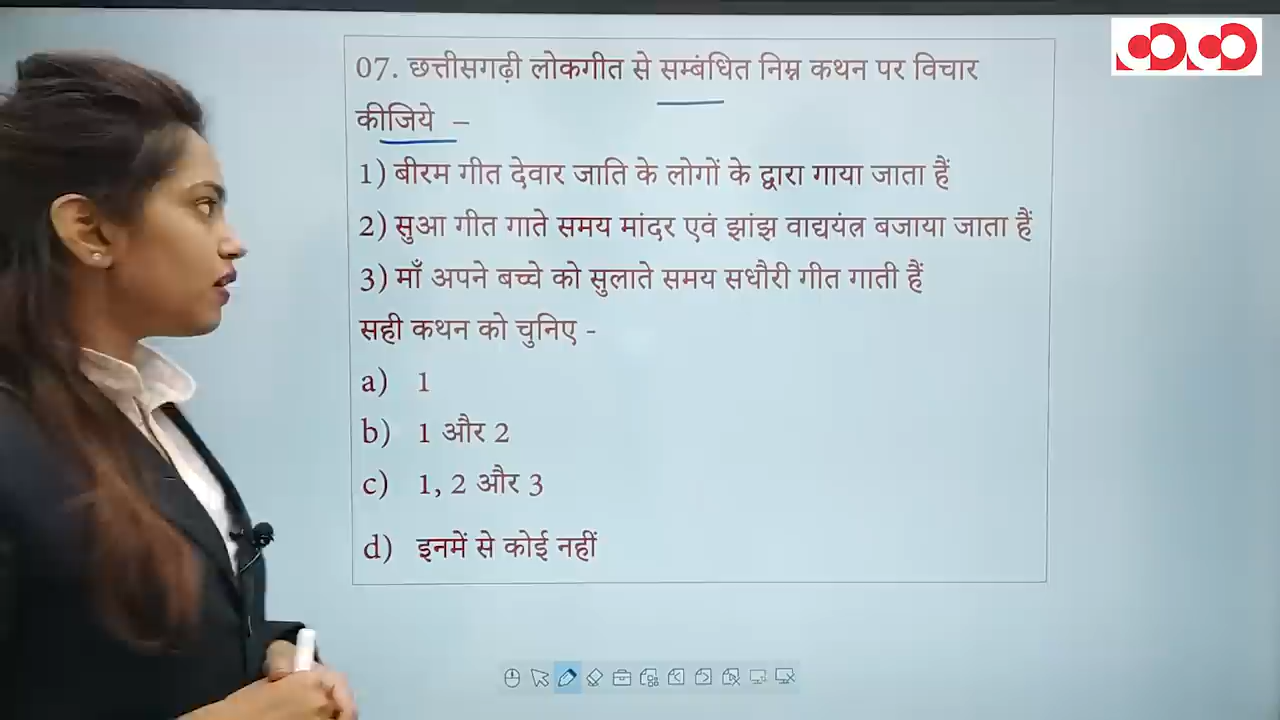 07. छत्तीसगढ़ी लोकगीत से सम्बंधित निम्न कथन पर विचार
कीजिये –
1) बीरम गीत देवार जाति के लोगों के द्वारा गाया जाता हैं
2) सुआ गीत गाते समय मांदर एवं झांझ वाद्ययंत्र बजाया जाता हैं
3) माँ अपने बच्चे को सुलाते समय सधौरी गीत गाती हैं
सही कथन को चुनिए -
a) 1
b) 1 और 2
c) 1, 2 और 3
d) इनमें से कोई नहीं